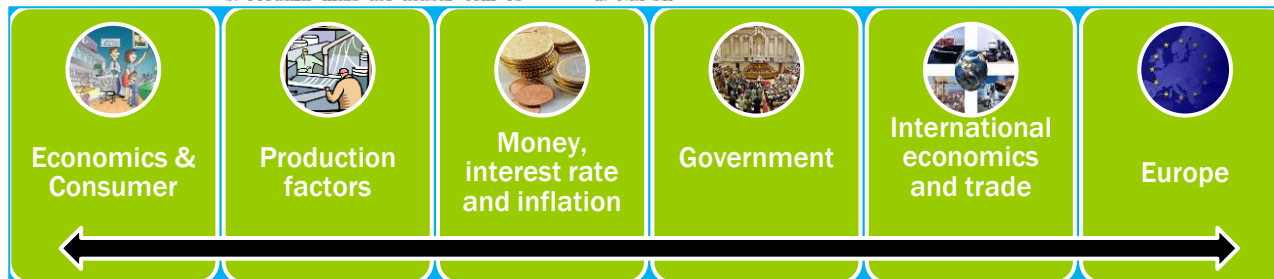 Economics &
Consumer
Production
factors
Money,
interest rate
and inflation
Government
International
economics
and trade
Europe